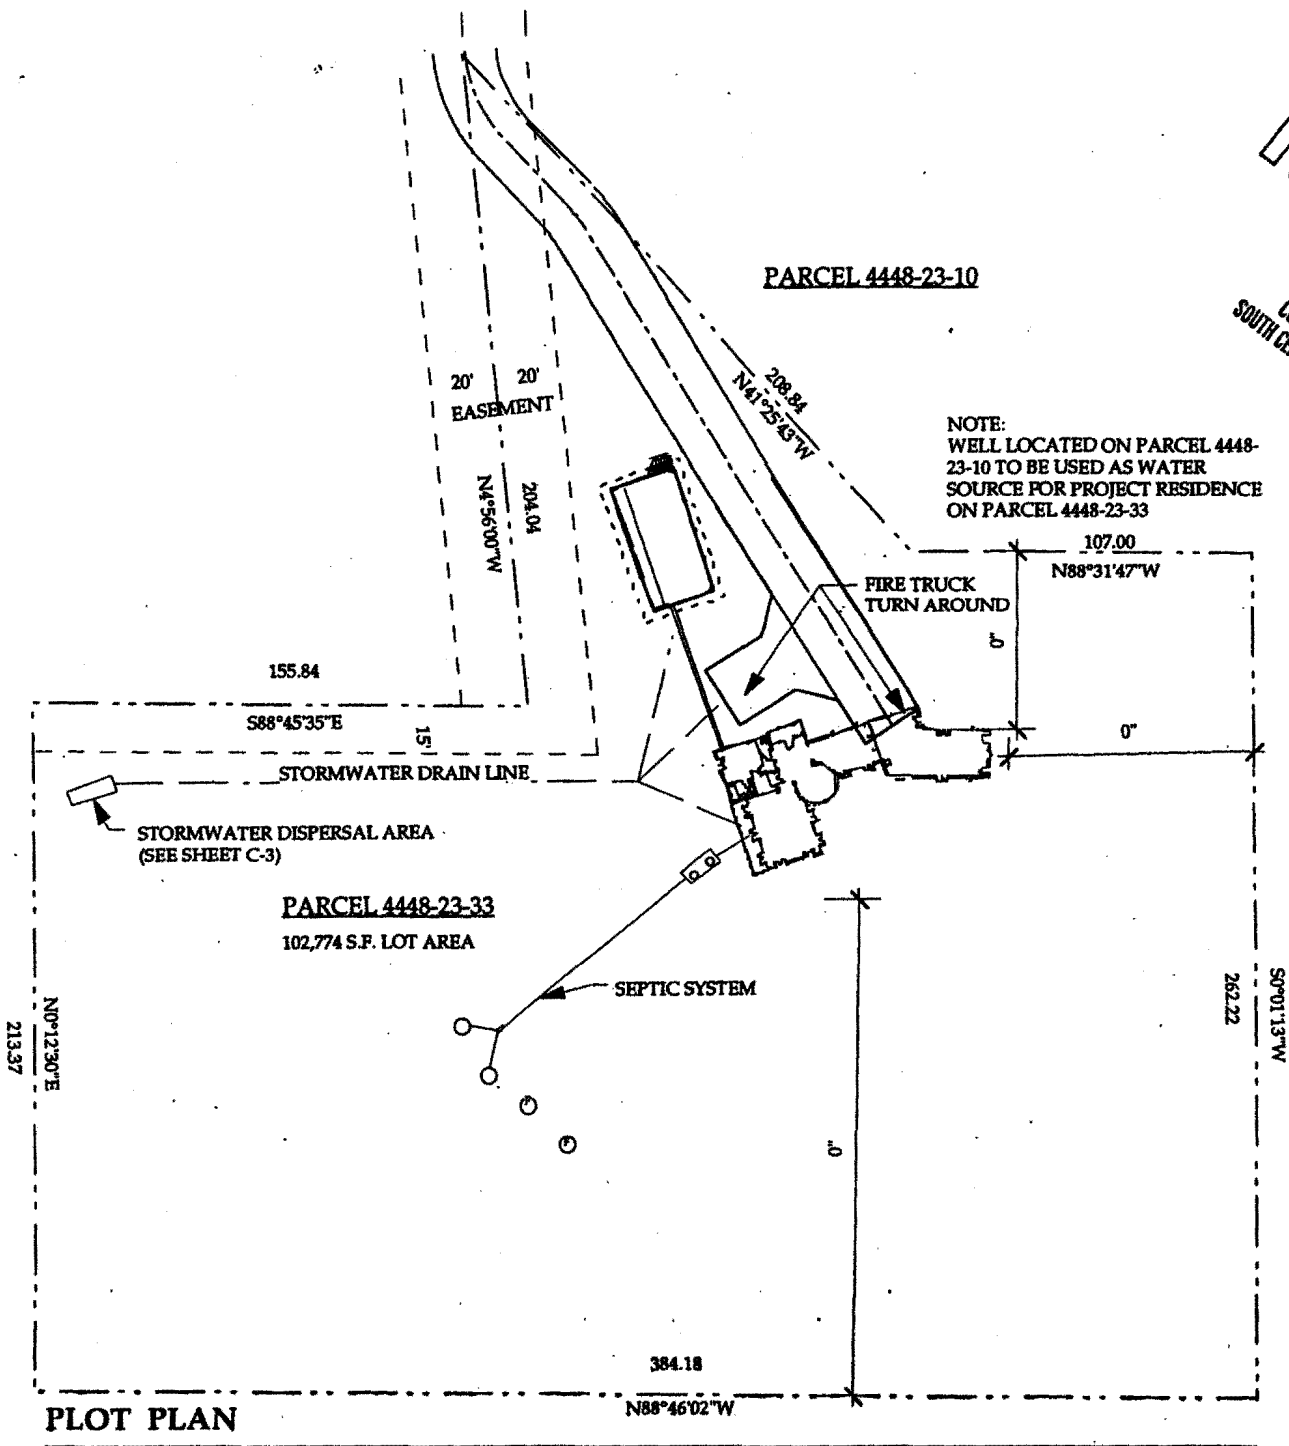 PARCEL 4448-23-10
SOUTH
20' 20'
EASEMENT
208.84
N41°25'43"W
NOTE:
WELL LOCATED ON PARCEL 4448-
23-10 TO BE USED AS WATER
SOURCE FOR PROJECT RESIDENCE
ON PARCEL 4448-23-33
204.04
N4°56'00"W
107.00
N88°31'47"W
FIRE TRUCK
TURN AROUND
0"
155.84
S88°45'35"E
15'
0"
STORMWATER DRAIN LINE
STORMWATER DISPERSAL AREA
(SEE SHEET C-3)
PARCEL 4448-23-33
102,774 S.F. LOT AREA
SEPTIC SYSTEM
S0°01'13"W
262.22
N0°12'30"E
213.37
0"
384.18
N88°46'02"W
PLOT PLAN